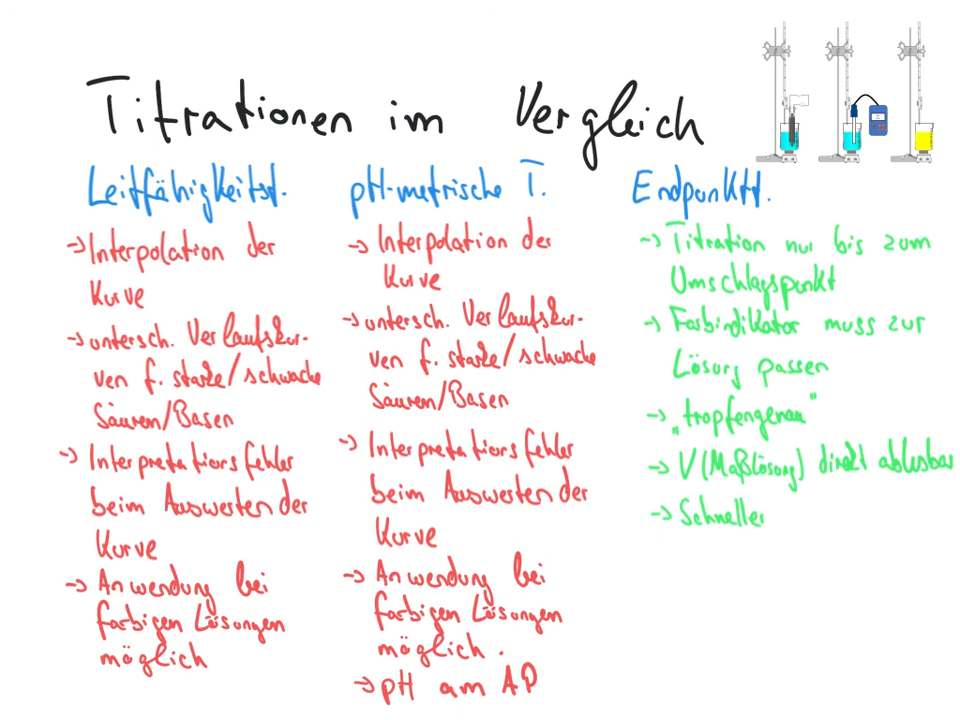 Titrationen im Vergleich
Leitfähigkeitst.
-> Interpolation der
Kurve
-> untersch. Verlaufskur-
ven f. starke/schwache
Säuren/Basen
-> Interpretationsfehler
beim Auswerten der
Kurve
-> Anwendung bei
farbigen Lösungen
möglich
pH-metrische T.
-> Interpolation der
Kurve
-> untersch. Verlaufskur-
ven f. starke/schwache
Säuren/Basen
-> Interpretationsfehler
beim Auswerten der
Kurve
-> Anwendung bei
farbigen Lösungen
möglich.
-> pH am ÄP
Endpunktt.
-> Titration nur bis zum
Umschlagspunkt
-> Farbindikator muss zur
Lösung passen
-> „tropfengenau"
-> V(Maßlösung) direkt ablesbar
-> Schneller